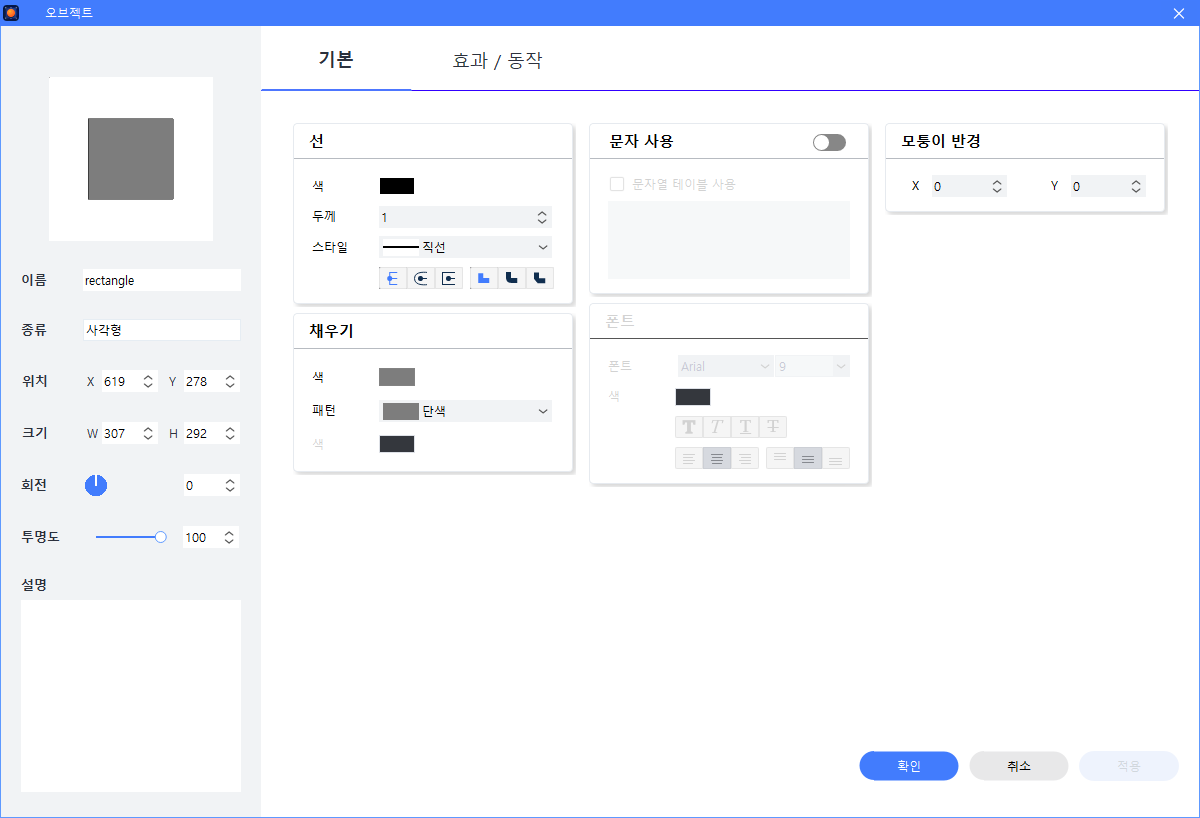 오브젝트
기본
효과 / 동작
이름 rectangle
종류 사각형
위치 X 619 Y 278
크기 W 307 H 292
회전 0
투명도 100
설명
선
색
두께 1
스타일 직선
채우기
색
패턴 단색
색
문자 사용
문자열 테이블 사용
폰트
폰트 Arial 9
색
T T T T
모퉁이 반경
X 0 Y 0
확인 취소 적용